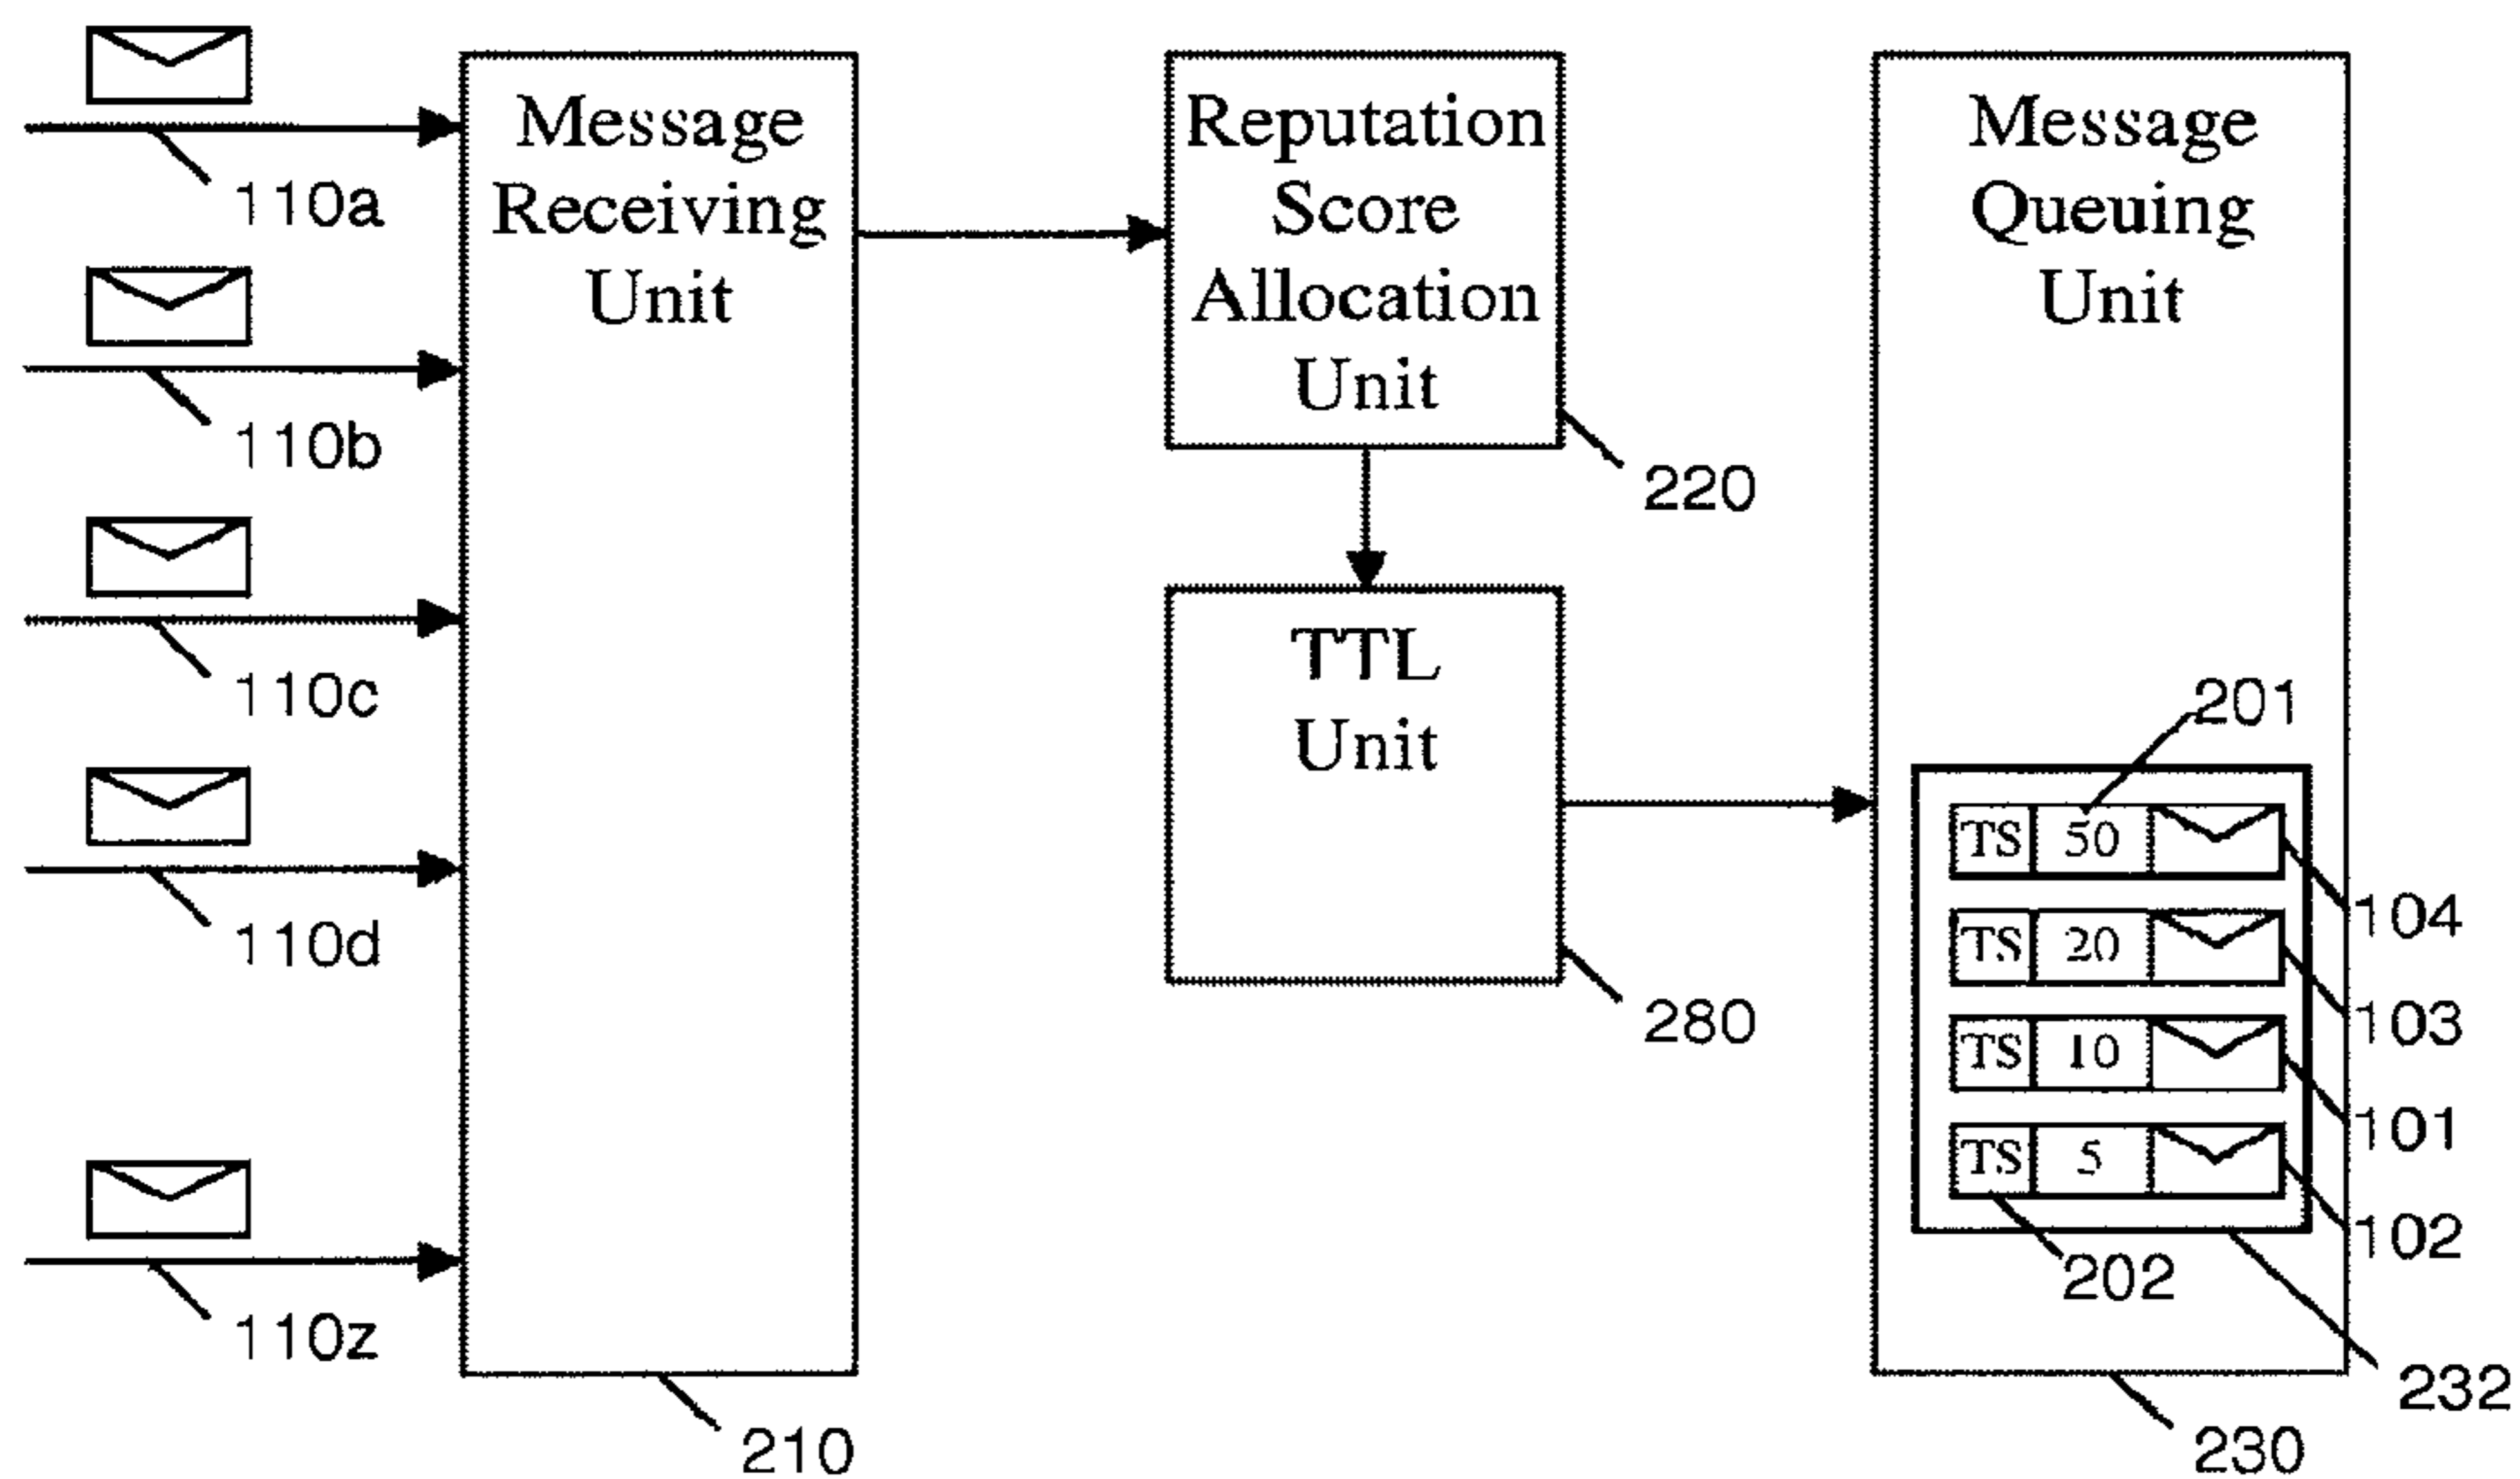 Message
Receiving
Unit
110a
110b
110c
110d
110z
210
Reputation
Score
Allocation
Unit
220
TTL
Unit
280
Message
Queuing
Unit
201
TS 50
104
TS 20
103
TS 10
101
TS 5
102
202
232
230